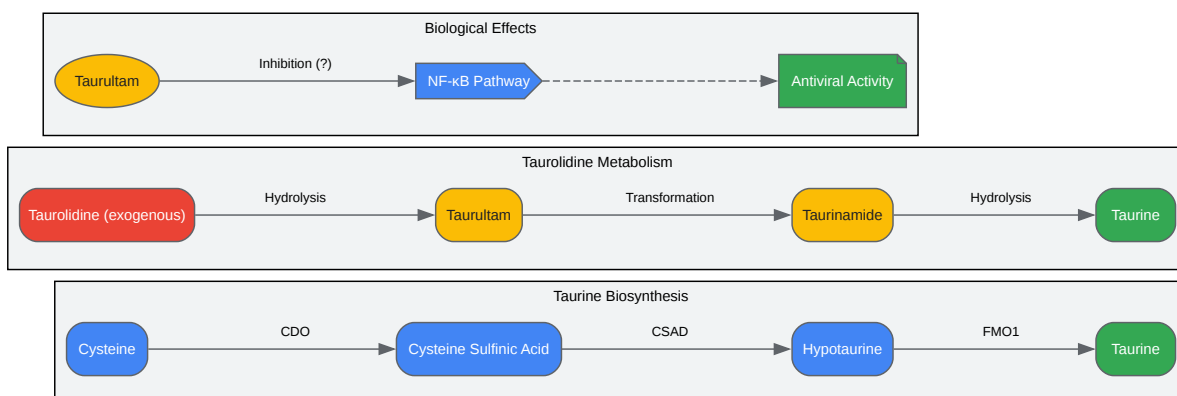 Biological Effects
Taurultam
Inhibition (?)
NF-κB Pathway
Antiviral Activity
Taurolidine Metabolism
Taurolidine (exogenous)
Hydrolysis
Taurultam
Transformation
Taurinamide
Hydrolysis
Taurine
Taurine Biosynthesis
Cysteine
CDO
Cysteine Sulfinic Acid
CSAD
Hypotaurine
FMO1
Taurine